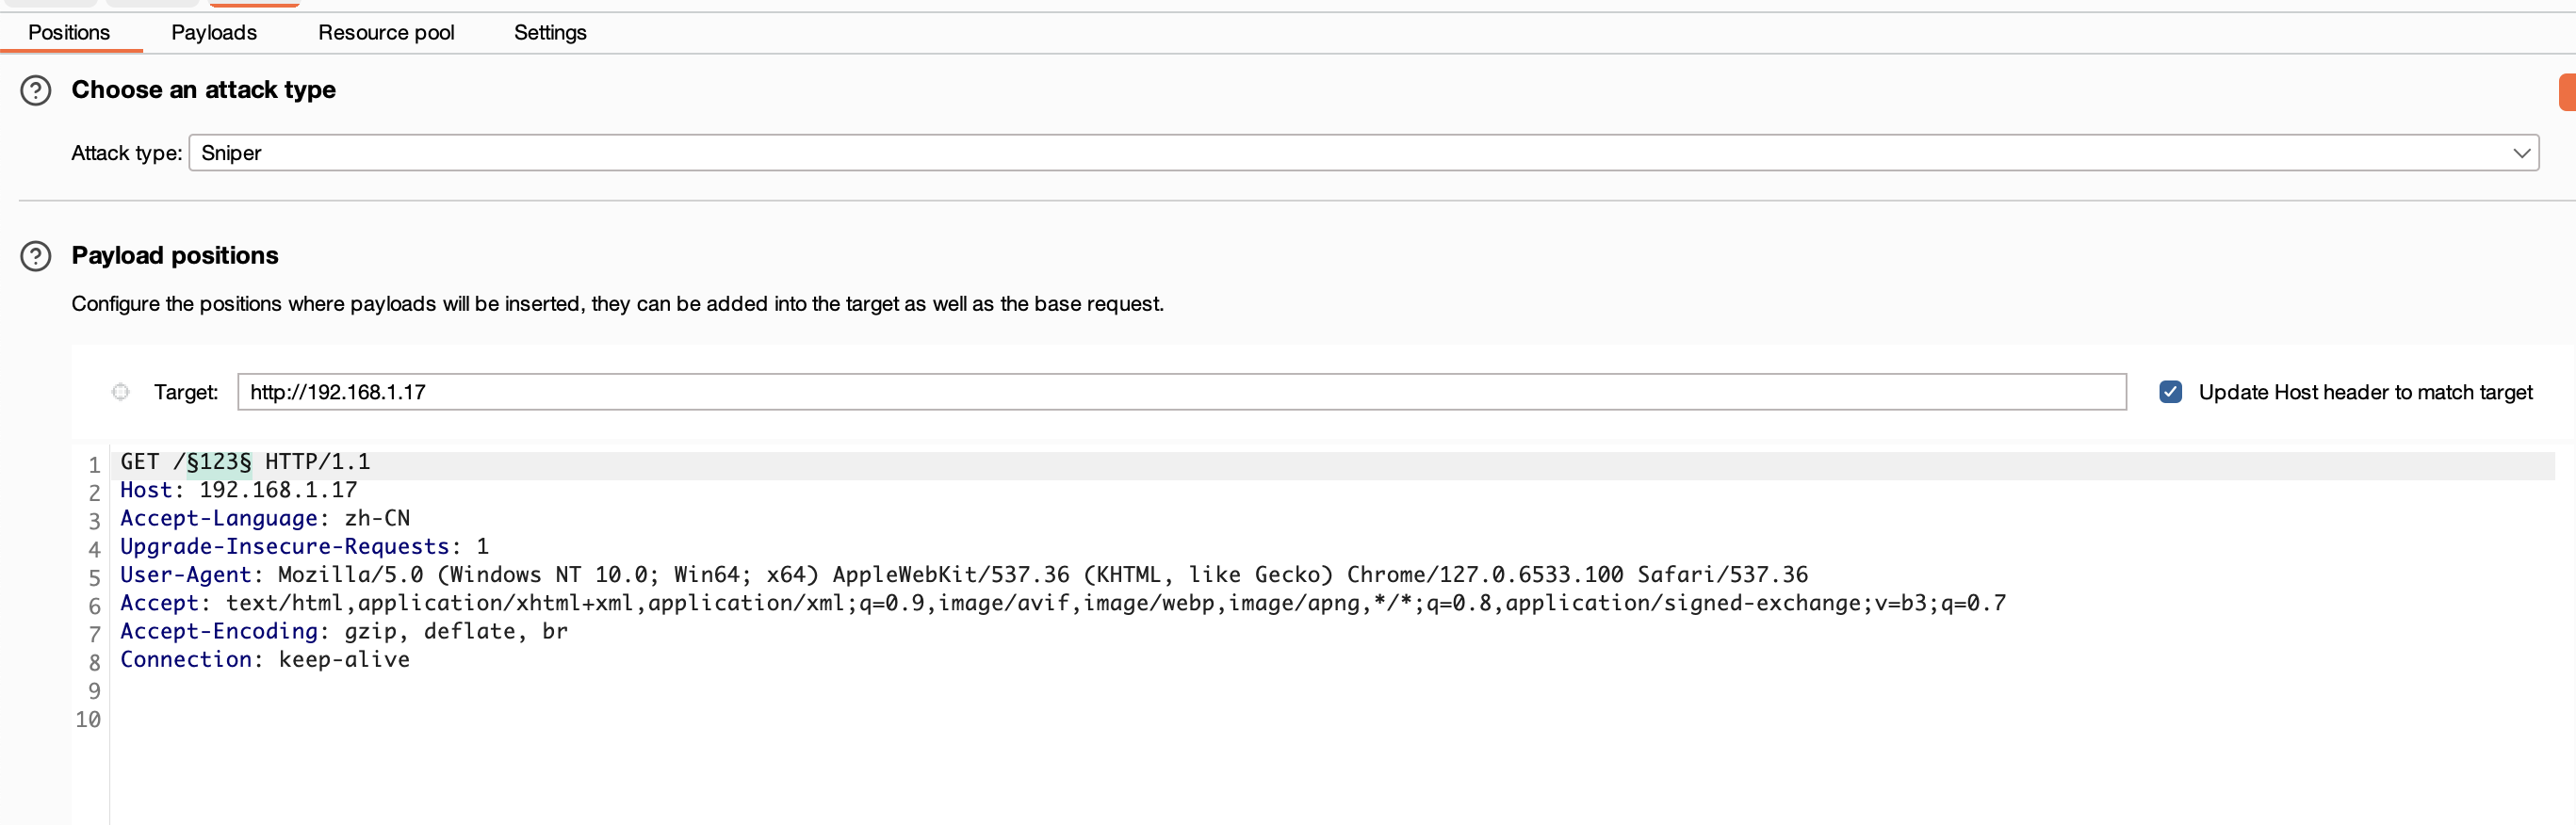 Positions Payloads Resource pool Settings
Choose an attack type
Attack type: Sniper
Payload positions
Configure the positions where payloads will be inserted, they can be added into the target as well as the base request.
Target: http://192.168.1.17 Update Host header to match target
1 GET /§123§ HTTP/1.1
2 Host: 192.168.1.17
3 Accept-Language: zh-CN
4 Upgrade-Insecure-Requests: 1
5 User-Agent: Mozilla/5.0 (Windows NT 10.0; Win64; x64) AppleWebKit/537.36 (KHTML, like Gecko) Chrome/127.0.6533.100 Safari/537.36
6 Accept: text/html,application/xhtml+xml,application/xml;q=0.9,image/avif,image/webp,image/apng,*/*;q=0.8,application/signed-exchange;v=b3;q=0.7
7 Accept-Encoding: gzip, deflate, br
8 Connection: keep-alive
9
10